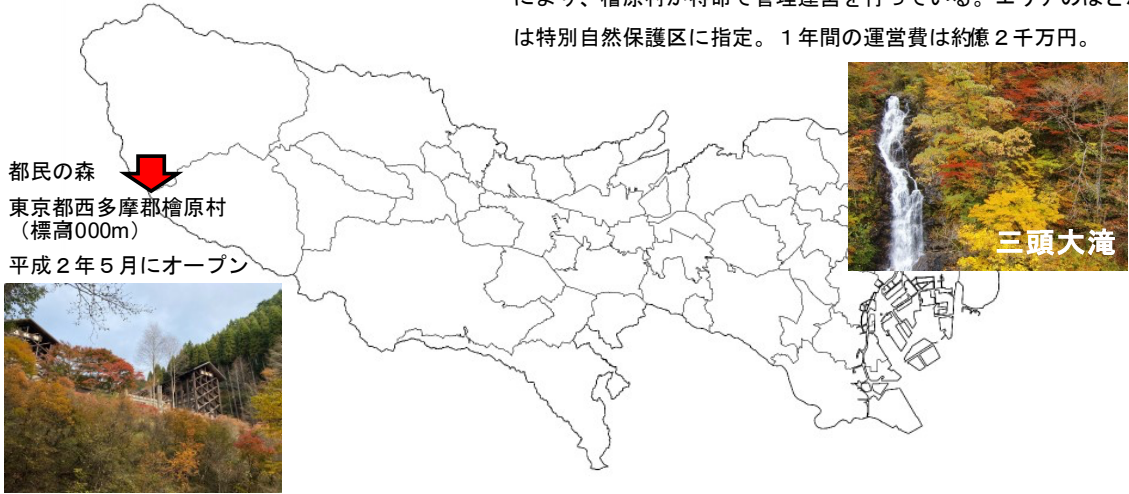 により、檜原村が特命で管理運営を行っている。エリアのほとん
は特別自然保護区に指定。１年間の運営費は約億２千万円。
都民の森
東京都西多摩郡檜原村
（標高000m）
平成２年５月にオープン
三頭大滝